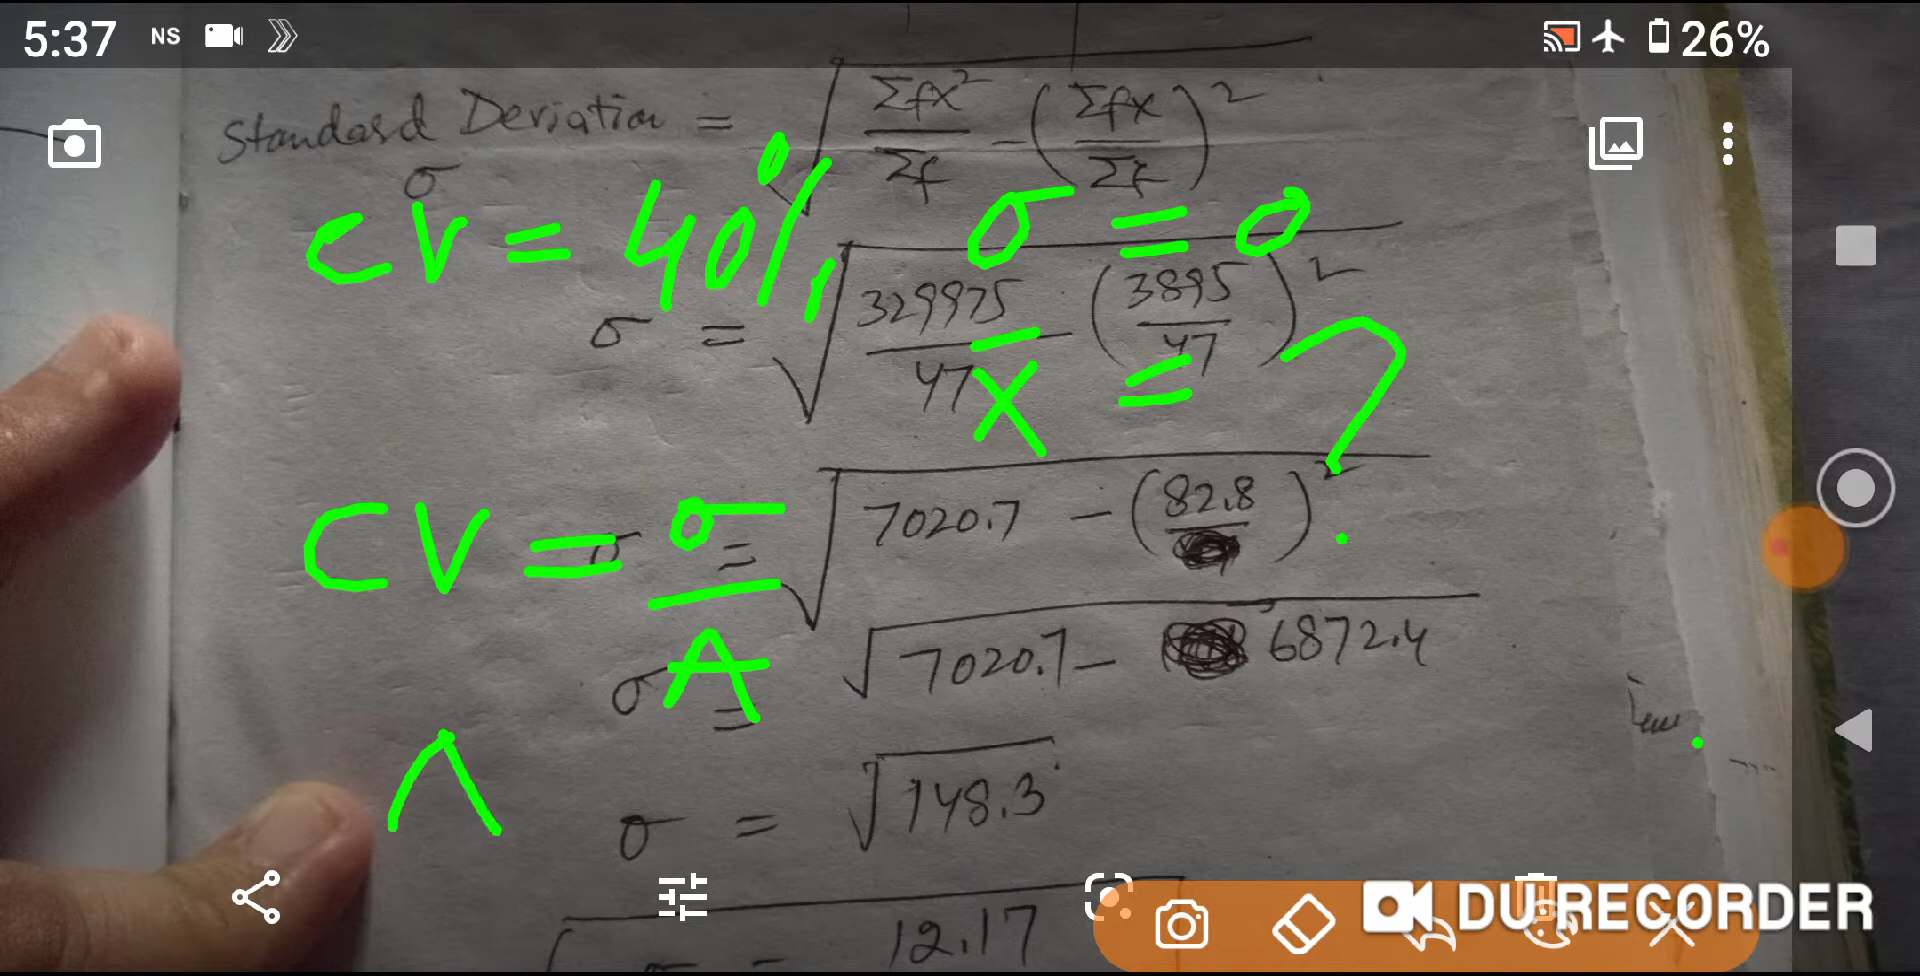 5:37 NS 26%
Standard Deviation = √ Σfx² / Σf - ( Σfx / Σf )²
σ
CV = 40% σ = 0
σ = √ 329975 / 47 ( 3895 / 47 )²
x̄ = ?
σ = √ 7020.7 - ( 82.8 )²
CV = σ / A
σ = √ 7020.7 - 6872.4
σ = √ 148.3
σ = 12.17
DU RECORDER